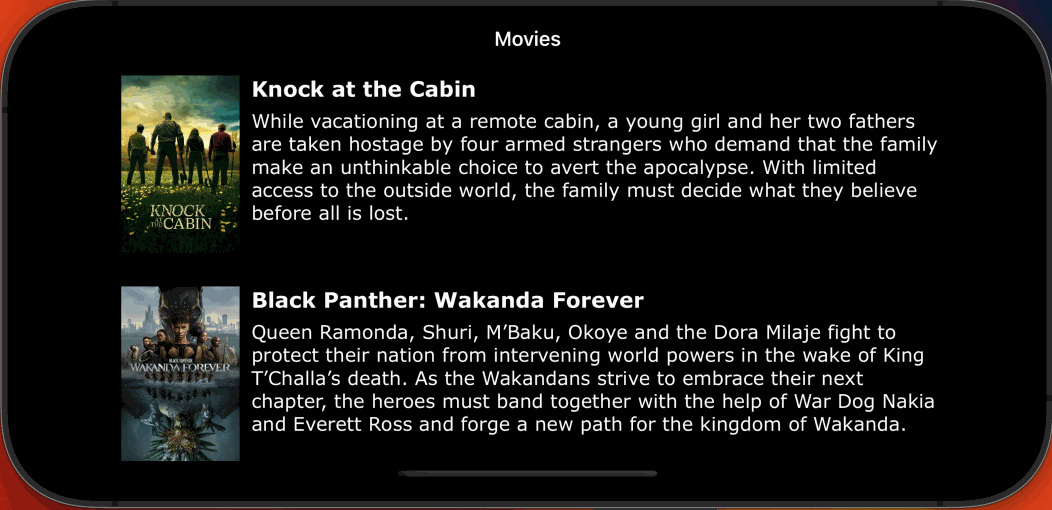 Movies
Knock at the Cabin
While vacationing at a remote cabin, a young girl and her two fathers
are taken hostage by four armed strangers who demand that the family
make an unthinkable choice to avert the apocalypse. With limited
access to the outside world, the family must decide what they believe
before all is lost.
KNOCK
AT THE CABIN
Black Panther: Wakanda Forever
Queen Ramonda, Shuri, M’Baku, Okoye and the Dora Milaje fight to
protect their nation from intervening world powers in the wake of King
T’Challa’s death. As the Wakandans strive to embrace their next
chapter, the heroes must band together with the help of War Dog Nakia
and Everett Ross and forge a new path for the kingdom of Wakanda.
BLACK PANTHER
WAKANDA FOREVER